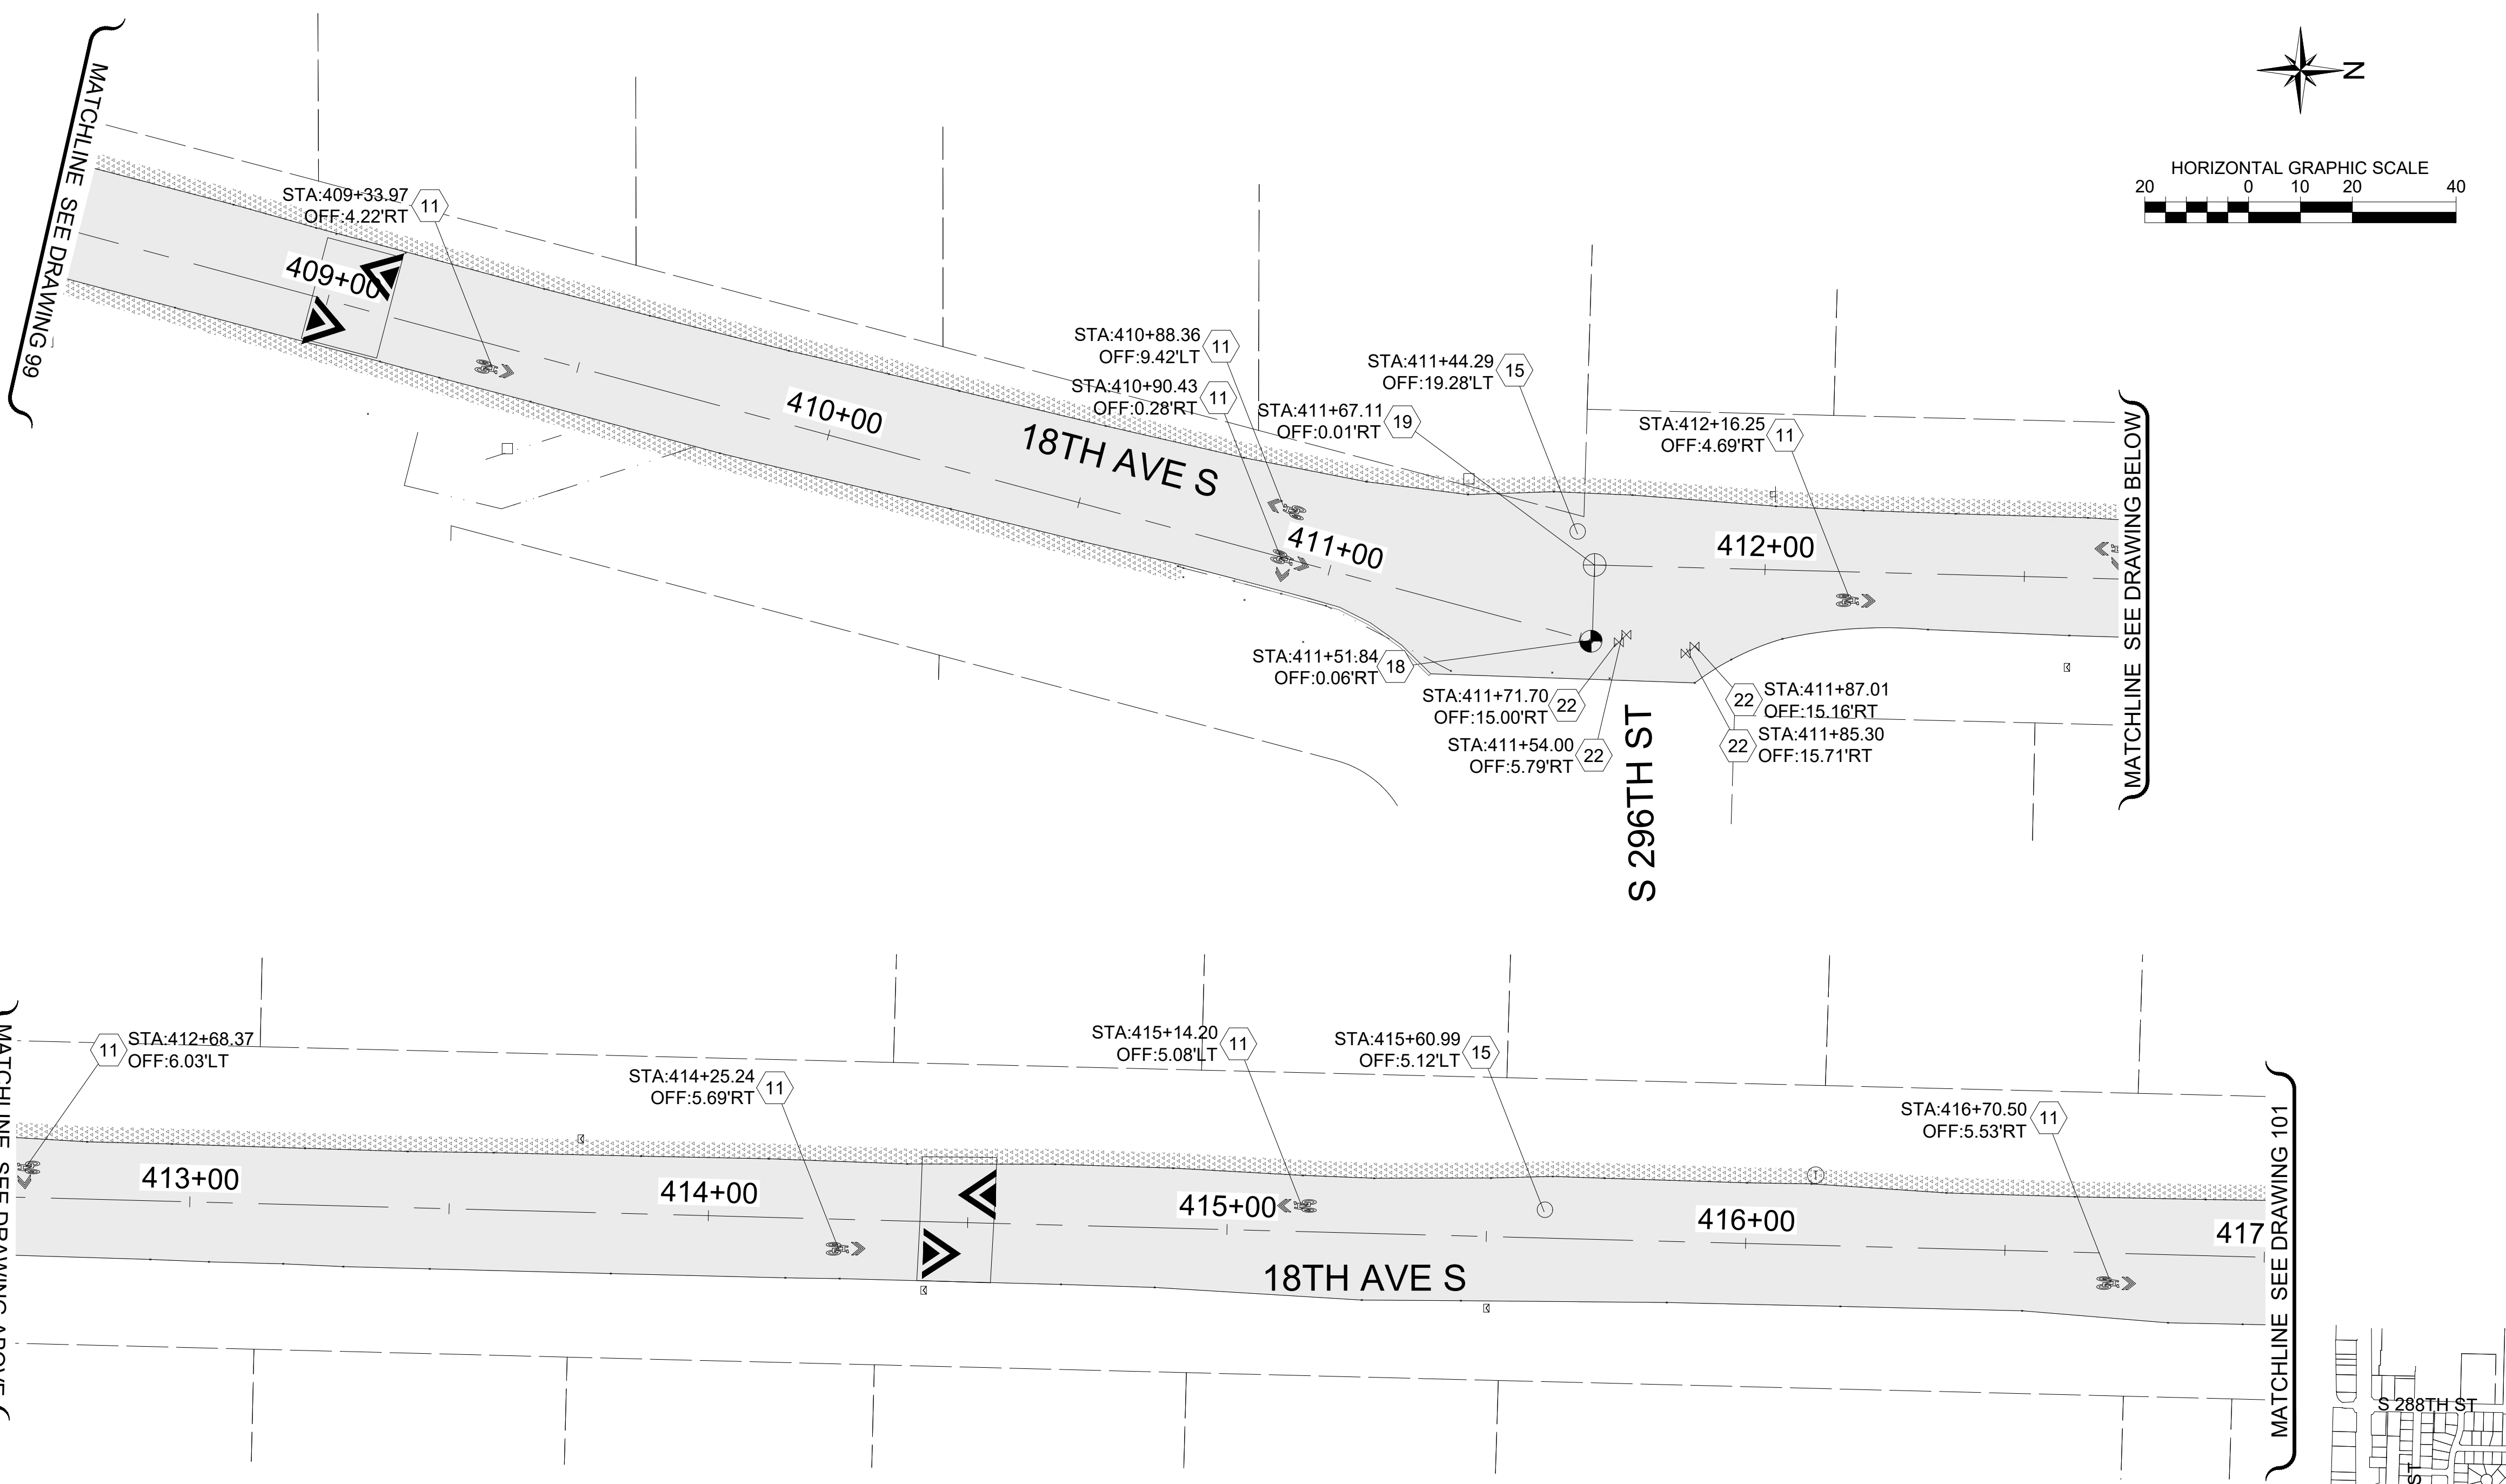 N
HORIZONTAL GRAPHIC SCALE
20 0 10 20 40
MATCHLINE SEE DRAWING 99
STA:409+33.97
OFF:4.22'RT
11
409+00
STA:410+88.36
OFF:9.42'LT
11
STA:410+90.43
OFF:0.28'RT
11
STA:411+44.29
OFF:19.28'LT
15
STA:411+67.11
OFF:0.01'RT
19
STA:412+16.25
OFF:4.69'RT
11
410+00
18TH AVE S
411+00
412+00
MATCHLINE SEE DRAWING BELOW
STA:411+51.84
OFF:0.06'RT
18
STA:411+71.70
OFF:15.00'RT
22
STA:411+54.00
OFF:5.79'RT
22
22
STA:411+87.01
OFF:15.16'RT
22
STA:411+85.30
OFF:15.71'RT
S 296TH ST
MATCHLINE SEE DRAWING ABOVE
11
STA:412+68.37
OFF:6.03'LT
STA:414+25.24
OFF:5.69'RT
11
STA:415+14.20
OFF:5.08'LT
11
STA:415+60.99
OFF:5.12'LT
15
STA:416+70.50
OFF:5.53'RT
11
413+00
414+00
415+00
416+00
417
18TH AVE S
MATCHLINE SEE DRAWING 101
S 288TH ST
ST